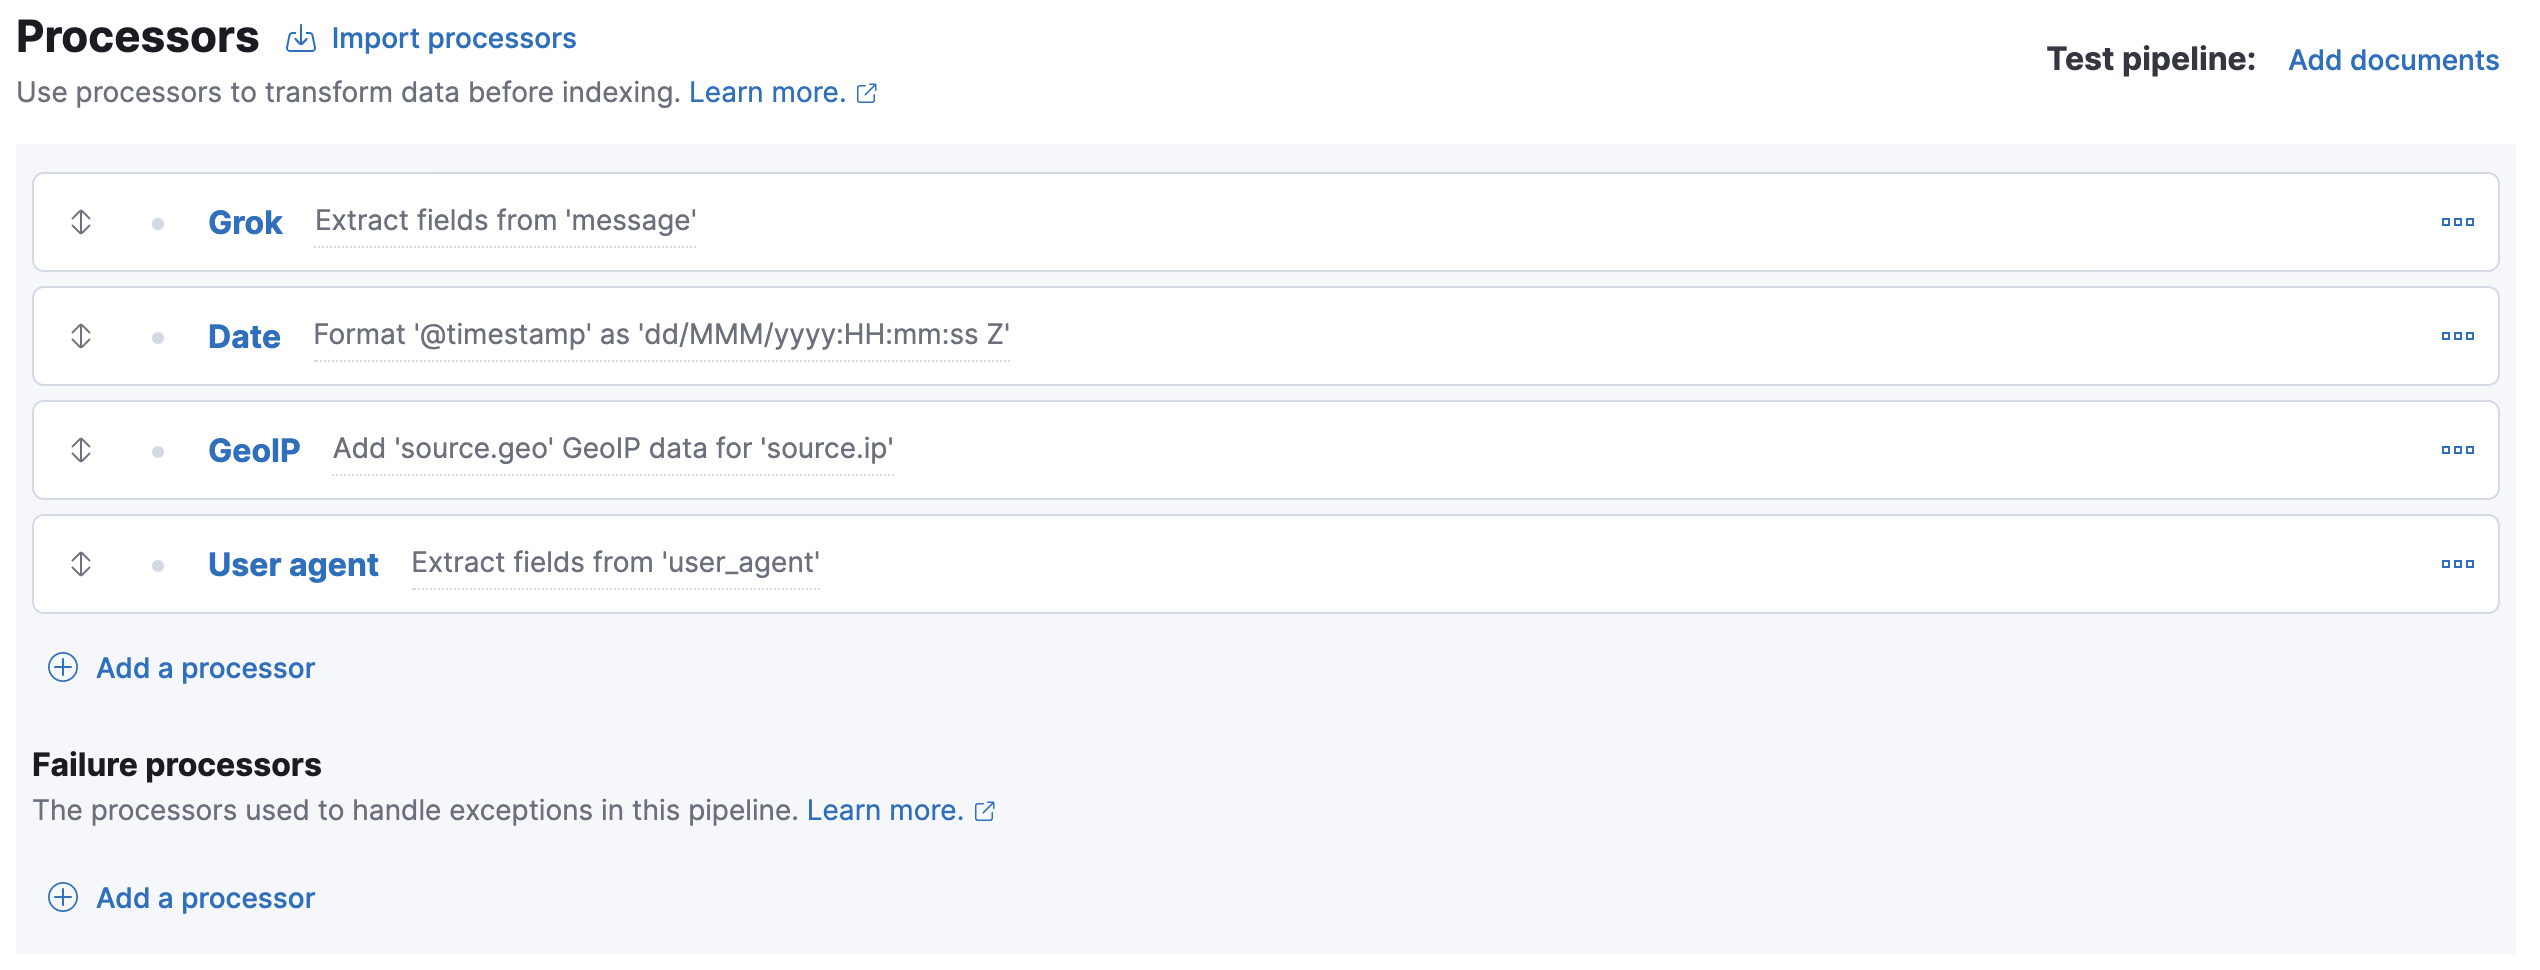 Processors Import processors
Test pipeline: Add documents
Use processors to transform data before indexing. Learn more.
Grok Extract fields from 'message'
Date Format '@timestamp' as 'dd/MMM/yyyy:HH:mm:ss Z'
GeoIP Add 'source.geo' GeoIP data for 'source.ip'
User agent Extract fields from 'user_agent'
Add a processor
Failure processors
The processors used to handle exceptions in this pipeline. Learn more.
Add a processor